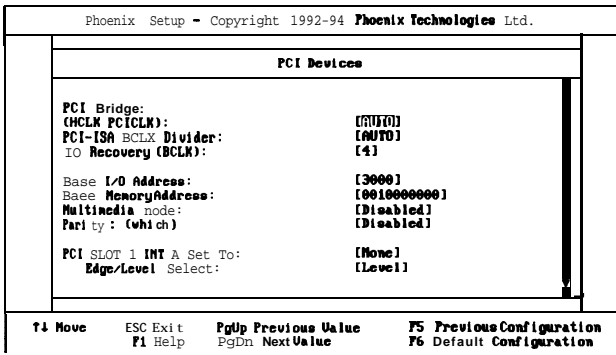 Phoenix Setup - Copyright 1992-94 Phoenix Technologies Ltd.
PCI Devices
PCI Bridge:
(HCLK PCICLK): [AUTO]
PCI-ISA BCLX Divider: [AUTO]
IO Recovery (BCLK): [4]
Base I/O Address: [3000]
Baee MemoryAddress: [0010000000]
Multimedia node: [Disabled]
Pari ty : (which) [Disabled]
PCI SLOT 1 INT A Set To: [None]
Edge/Level Select: [Level]
↑↓ Move ESC Exit PgUp Previous Value F5 Previous Configuration
F1 Help PgDn Next Value F6 Default Configuration